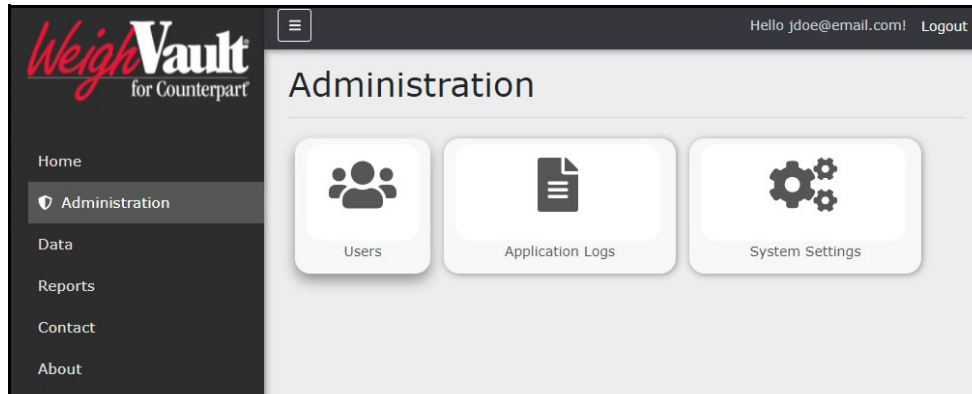 WeighVault
for Counterpart®
Hello jdoe@email.com! Logout
Administration
Home
Administration
Data
Reports
Contact
About
Users
Application Logs
System Settings